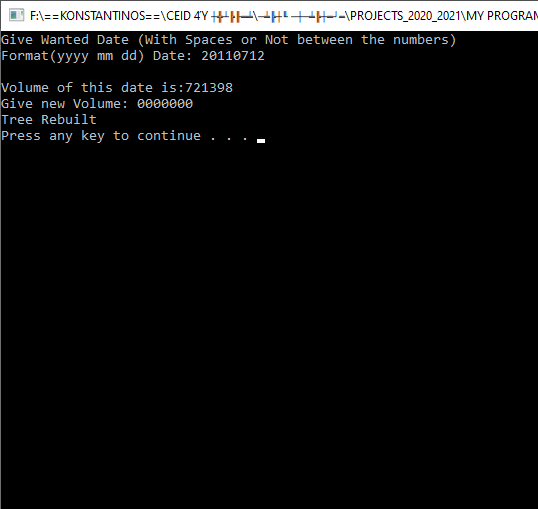 F:\==KONSTANTINOS==\CEID 4Y \PROJECTS_2020_2021\MY PROGRAM
Give Wanted Date (With Spaces or Not between the numbers)
Format(yyyy mm dd) Date: 20110712
Volume of this date is:721398
Give new Volume: 0000000
Tree Rebuilt
Press any key to continue . . .